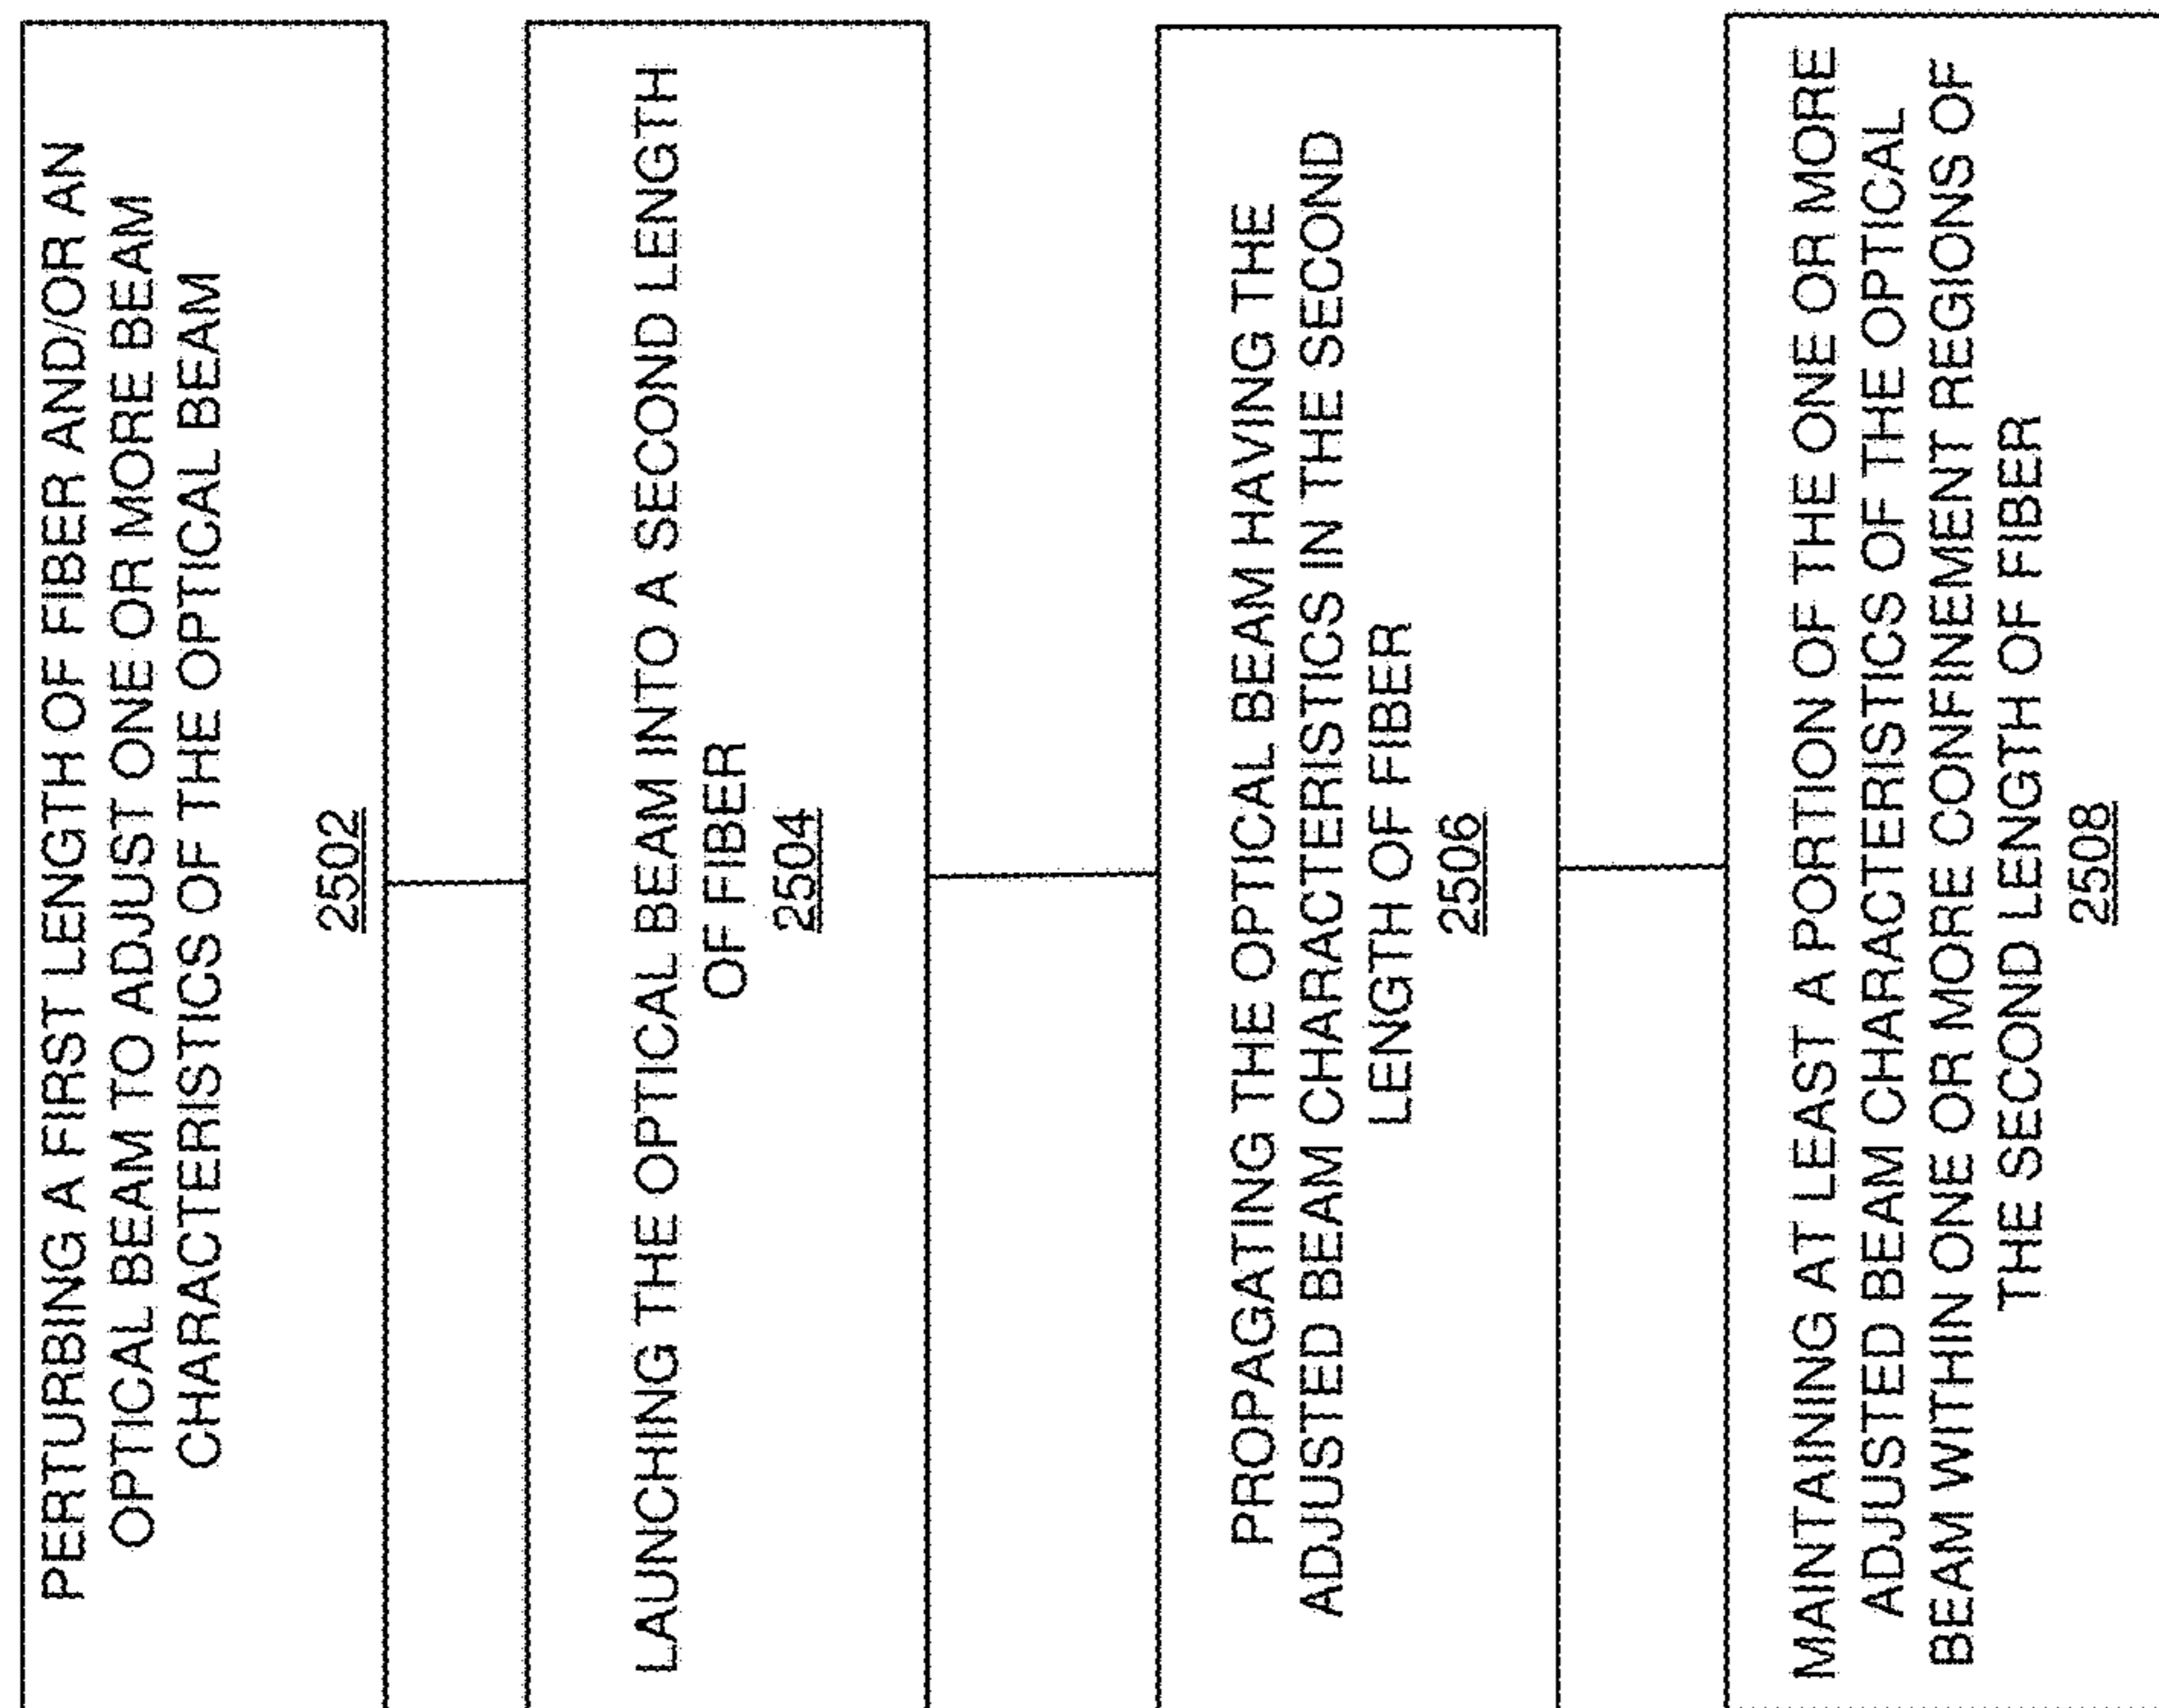 PERTURBING A FIRST LENGTH OF FIBER AND/OR AN
OPTICAL BEAM TO ADJUST ONE OR MORE BEAM
CHARACTERISTICS OF THE OPTICAL BEAM
2502
LAUNCHING THE OPTICAL BEAM INTO A SECOND LENGTH
OF FIBER
2504
PROPAGATING THE OPTICAL BEAM HAVING THE
ADJUSTED BEAM CHARACTERISTICS IN THE SECOND
LENGTH OF FIBER
2506
MAINTAINING AT LEAST A PORTION OF THE ONE OR MORE
ADJUSTED BEAM CHARACTERISTICS OF THE OPTICAL
BEAM WITHIN ONE OR MORE CONFINEMENT REGIONS OF
THE SECOND LENGTH OF FIBER
2508